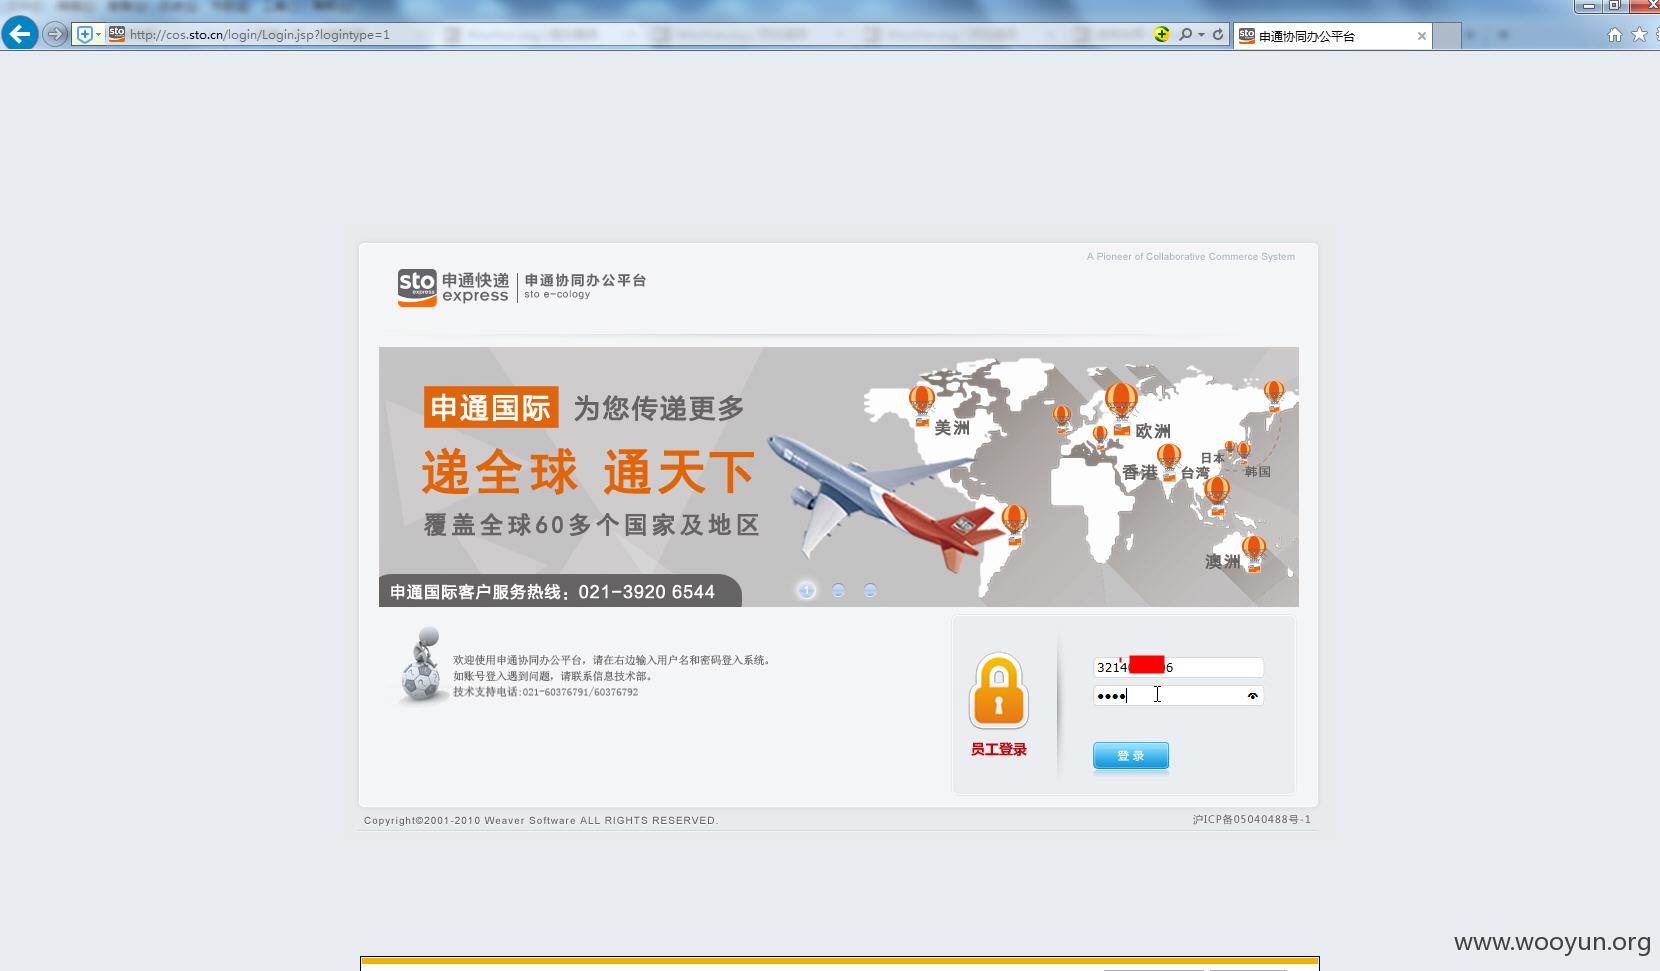 http://cos.sto.cn/login/Login.jsp?logintype=1
申通协同办公平台
A Pioneer of Collaborative Commerce System
sto express
申通快递
express
申通协同办公平台
sto e-cology
申通国际 为您传递更多
递全球 通天下
覆盖全球60多个国家及地区
美洲
欧洲
日本
香港
台湾
韩国
澳洲
申通国际客户服务热线：021-3920 6544
1
欢迎使用申通协同办公平台，请在右边输入用户名和密码登入系统。
如账号登入遇到问题，请联系信息技术部。
技术支持电话:021-60376791/60376792
3214 6
员工登录
登 录
Copyright©2001-2010 Weaver Software ALL RIGHTS RESERVED.
沪ICP备05040488号-1
www.wooyun.org